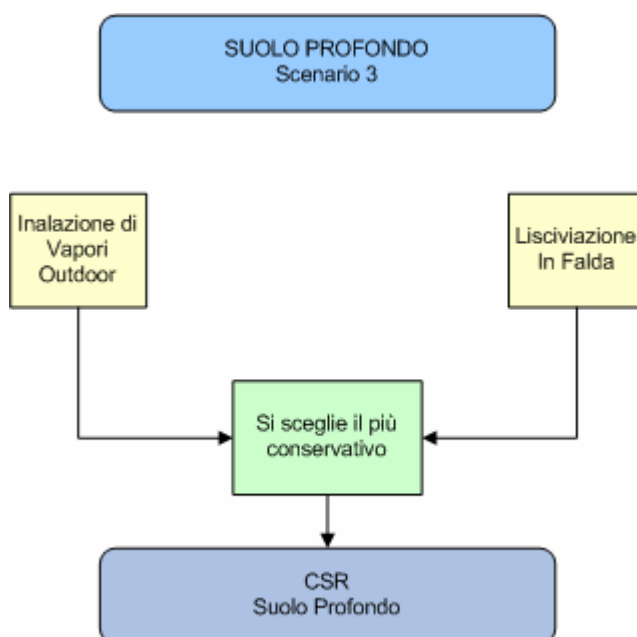 SUOLO PROFONDO
Scenario 3
Inalazione di
Vapori
Outdoor
Lisciviazione
In Falda
Si sceglie il più
conservativo
CSR
Suolo Profondo